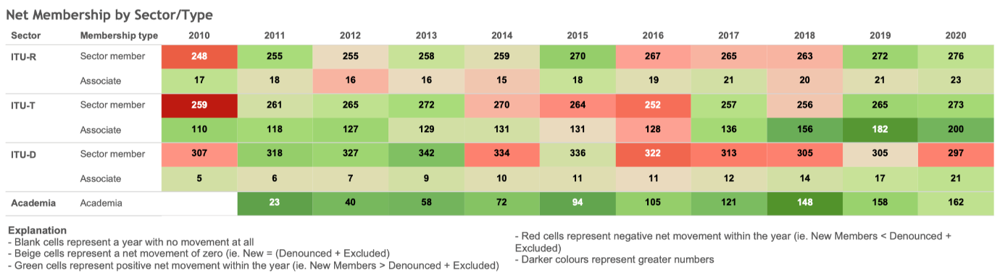 Net Membership by Sector/Type
Sector Membership type 2010 2011 2012 2013 2014 2015 2016 2017 2018 2019 2020
ITU-R Sector member 248 255 255 258 259 270 267 265 263 272 276
Associate 17 18 16 16 15 18 19 21 20 21 23
ITU-T Sector member 259 261 265 272 270 264 252 257 256 265 273
Associate 110 118 127 129 131 131 128 136 156 182 200
ITU-D Sector member 307 318 327 342 334 336 322 313 305 305 297
Associate 5 6 7 9 10 11 11 12 14 17 21
Academia Academia 23 40 58 72 94 105 121 148 158 162
Explanation
- Blank cells represent a year with no movement at all
- Beige cells represent a net movement of zero (ie. New = (Denounced + Excluded)
- Green cells represent positive net movement within the year (ie. New Members > Denounced + Excluded)
- Red cells represent negative net movement within the year (ie. New Members < Denounced +
Excluded)
- Darker colours represent greater numbers